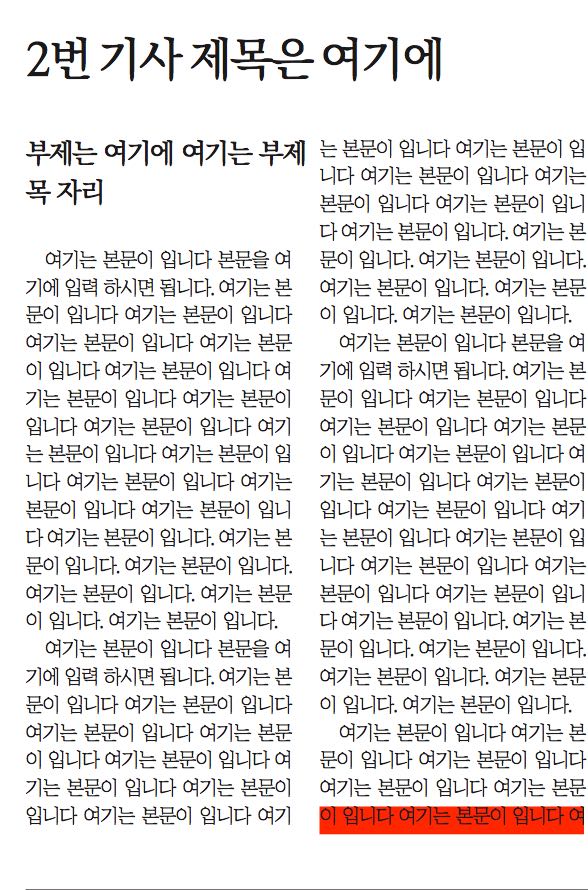 2번 기사 제목은 여기에
부제는 여기에 여기는 부제
목 자리
여기는 본문이 입니다 본문을 여
기에 입력 하시면 됩니다. 여기는 본
문이 입니다 여기는 본문이 입니다
여기는 본문이 입니다 여기는 본문
이 입니다 여기는 본문이 입니다 여
기는 본문이 입니다 여기는 본문이
입니다 여기는 본문이 입니다 여기
는 본문이 입니다 여기는 본문이 입
니다 여기는 본문이 입니다 여기는
본문이 입니다 여기는 본문이 입니
다 여기는 본문이 입니다. 여기는 본
문이 입니다. 여기는 본문이 입니다.
여기는 본문이 입니다. 여기는 본문
이 입니다. 여기는 본문이 입니다.
여기는 본문이 입니다 본문을 여
기에 입력 하시면 됩니다. 여기는 본
문이 입니다 여기는 본문이 입니다
여기는 본문이 입니다 여기는 본문
이 입니다 여기는 본문이 입니다 여
기는 본문이 입니다 여기는 본문이
입니다 여기는 본문이 입니다 여기
는 본문이 입니다 여기는 본문이 입
니다 여기는 본문이 입니다 여기는
본문이 입니다 여기는 본문이 입니
다 여기는 본문이 입니다. 여기는 본
문이 입니다. 여기는 본문이 입니다.
여기는 본문이 입니다. 여기는 본문
이 입니다. 여기는 본문이 입니다.
여기는 본문이 입니다 본문을 여
기에 입력 하시면 됩니다. 여기는 본
문이 입니다 여기는 본문이 입니다
여기는 본문이 입니다 여기는 본문
이 입니다 여기는 본문이 입니다 여
기는 본문이 입니다 여기는 본문이
입니다 여기는 본문이 입니다 여기
는 본문이 입니다 여기는 본문이 입
니다 여기는 본문이 입니다 여기는
본문이 입니다 여기는 본문이 입니
다 여기는 본문이 입니다. 여기는 본
문이 입니다. 여기는 본문이 입니다.
여기는 본문이 입니다. 여기는 본문
이 입니다. 여기는 본문이 입니다.
여기는 본문이 입니다 여기는 본
문이 입니다 여기는 본문이 입니다
여기는 본문이 입니다 여기는 본문
이 입니다 여기는 본문이 입니다 여